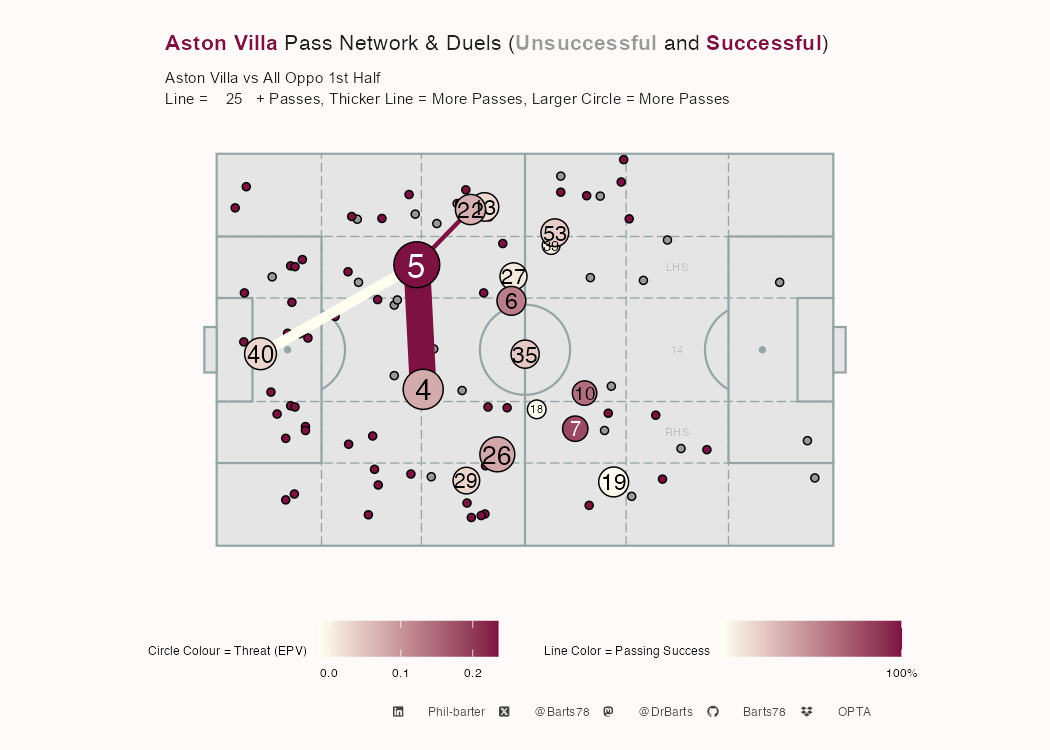 Aston Villa Pass Network & Duels (Unsuccessful and Successful)
Aston Villa vs All Oppo 1st Half
Line = 25 + Passes, Thicker Line = More Passes, Larger Circle = More Passes
22
53
5
LHS
27
6
40
35
14
4
10
18
7
RHS
26
29
19
Circle Colour = Threat (EPV)
0.0 0.1 0.2
Line Color = Passing Success
100%
Phil-barter @Barts78 @DrBarts Barts78 OPTA